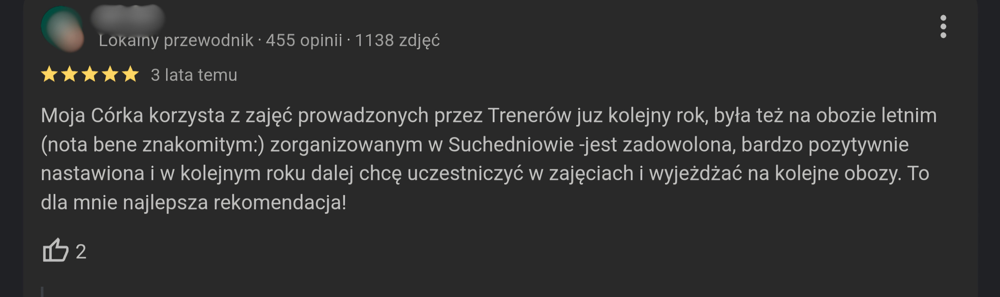 Lokalny przewodnik · 455 opinii · 1138 zdjęć
3 lata temu
Moja Córka korzysta z zajęć prowadzonych przez Trenerów juz kolejny rok, była też na obozie letnim
(nota bene znakomitym:) zorganizowanym w Suchedniowie -jest zadowolona, bardzo pozytywnie
nastawiona i w kolejnym roku dalej chcę uczestniczyć w zajęciach i wyjeżdżać na kolejne obozy. To
dla mnie najlepsza rekomendacja!
2